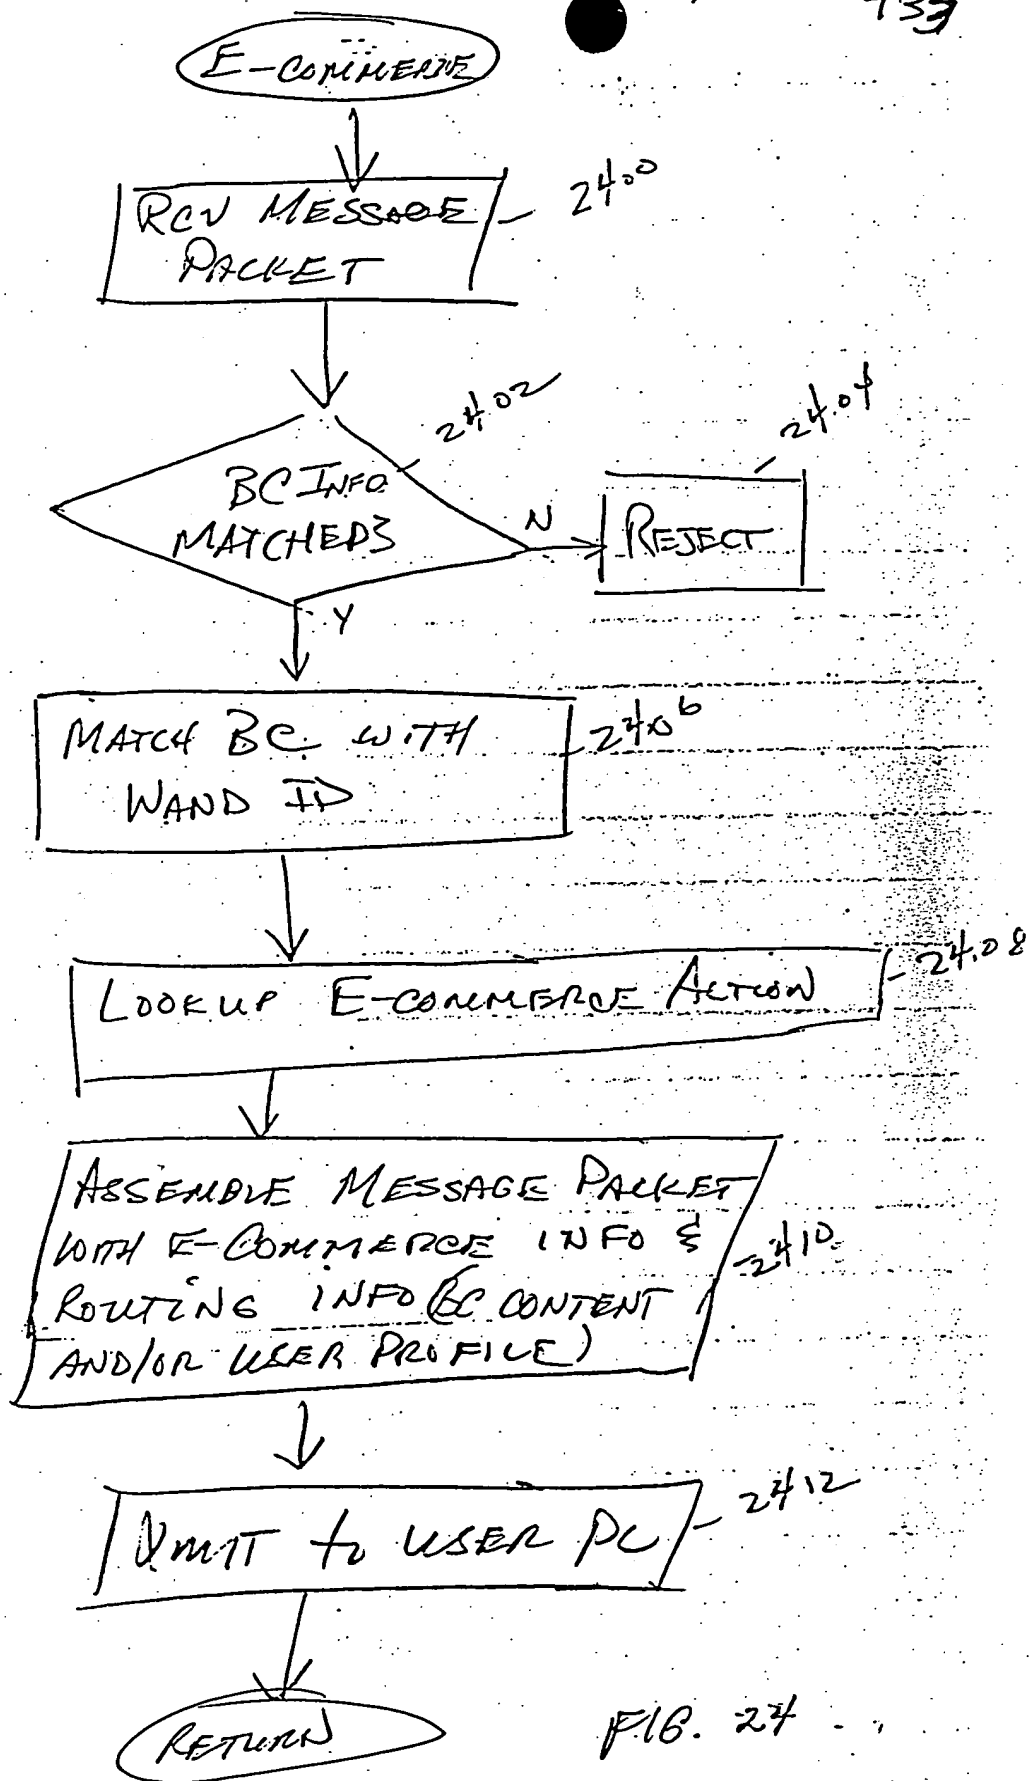 733
E-COMMERCE
RCV MESSAGE
PACKET
2400
BC INFO
MATCHED?
2402
N
REJECT
2404
Y
MATCH BC WITH
WAND ID
2406
LOOKUP E-COMMERCE ACTION
2408
ASSEMBLE MESSAGE PACKET
WITH E-COMMERCE INFO &
ROUTING INFO (BC CONTENT
AND/OR USER PROFILE)
2410
XMIT to USER PC
2412
RETURN
FIG. 24